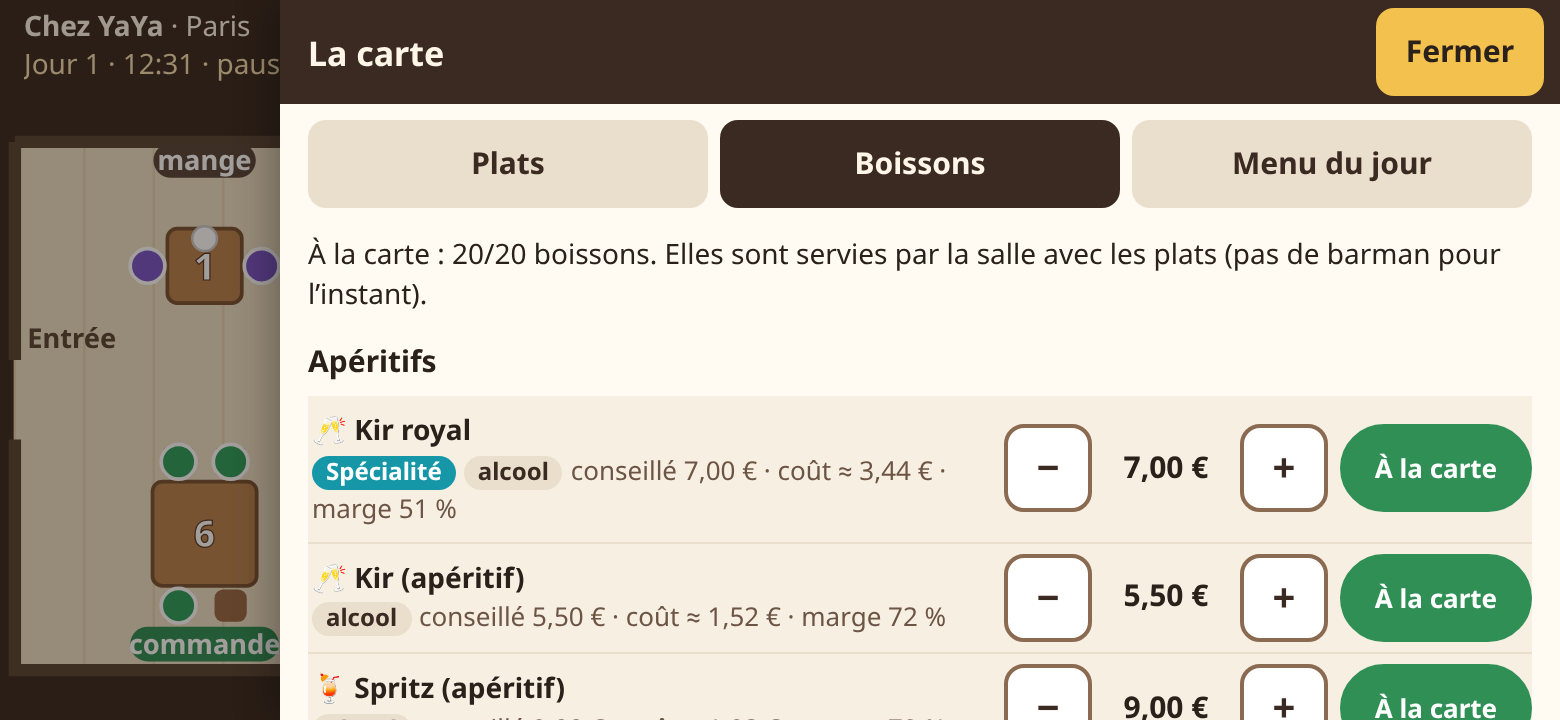 Chez YaYa · Paris
Jour 1 · 12:31 ·
La carte
Fermer
mange
1
Entrée
6
commande
Plats
Boissons
Menu du jour
À la carte : 20/20 boissons. Elles sont servies par la salle avec les plats (pas de barman pour
l’instant).
Apéritifs
Kir royal
Spécialité alcool conseillé 7,00 € · coût ≈ 3,44 € ·
marge 51 %
− 7,00 € + À la carte
Kir (apéritif)
alcool conseillé 5,50 € · coût ≈ 1,52 € · marge 72 %
− 5,50 € + À la carte
Spritz (apéritif)
− 9,00 € + À la carte